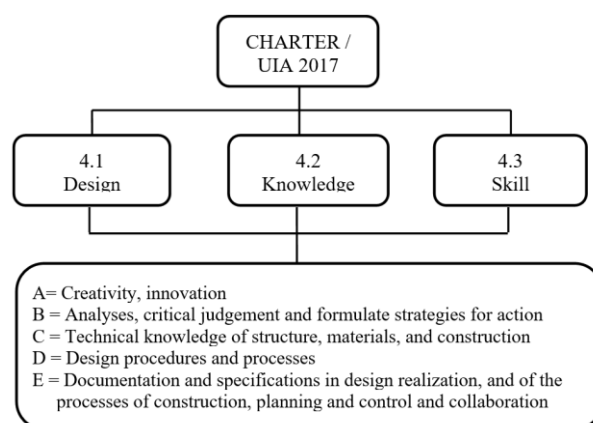 CHARTER /
UIA 2017
4.1
Design
4.2
Knowledge
4.3
Skill
A= Creativity, innovation
B = Analyses, critical judgement and formulate strategies for action
C = Technical knowledge of structure, materials, and construction
D = Design procedures and processes
E = Documentation and specifications in design realization, and of the
processes of construction, planning and control and collaboration